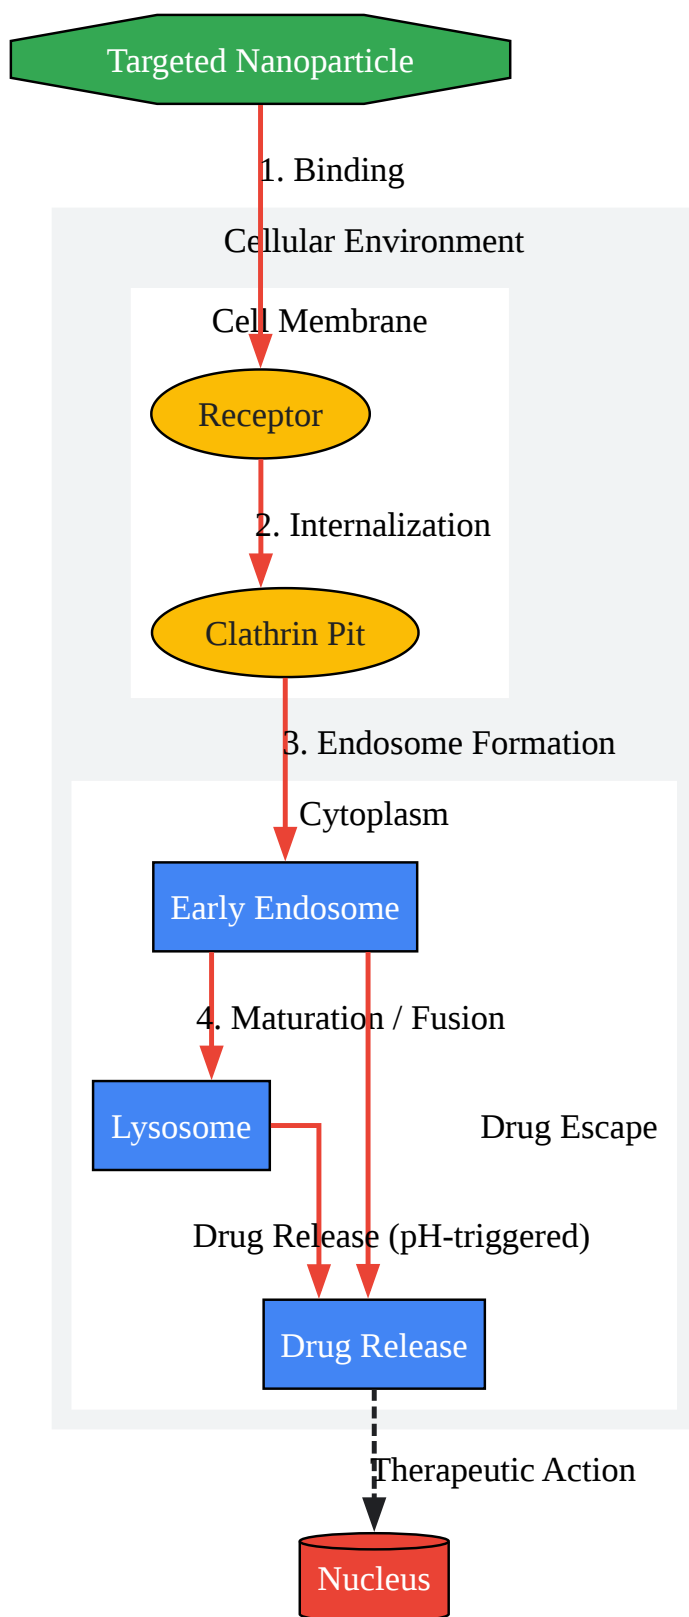 Targeted Nanoparticle
1. Binding
Cellular Environment
Cell Membrane
Receptor
2. Internalization
Clathrin Pit
3. Endosome Formation
Cytoplasm
Early Endosome
4. Maturation / Fusion
Lysosome
Drug Escape
Drug Release (pH-triggered)
Drug Release
Therapeutic Action
Nucleus